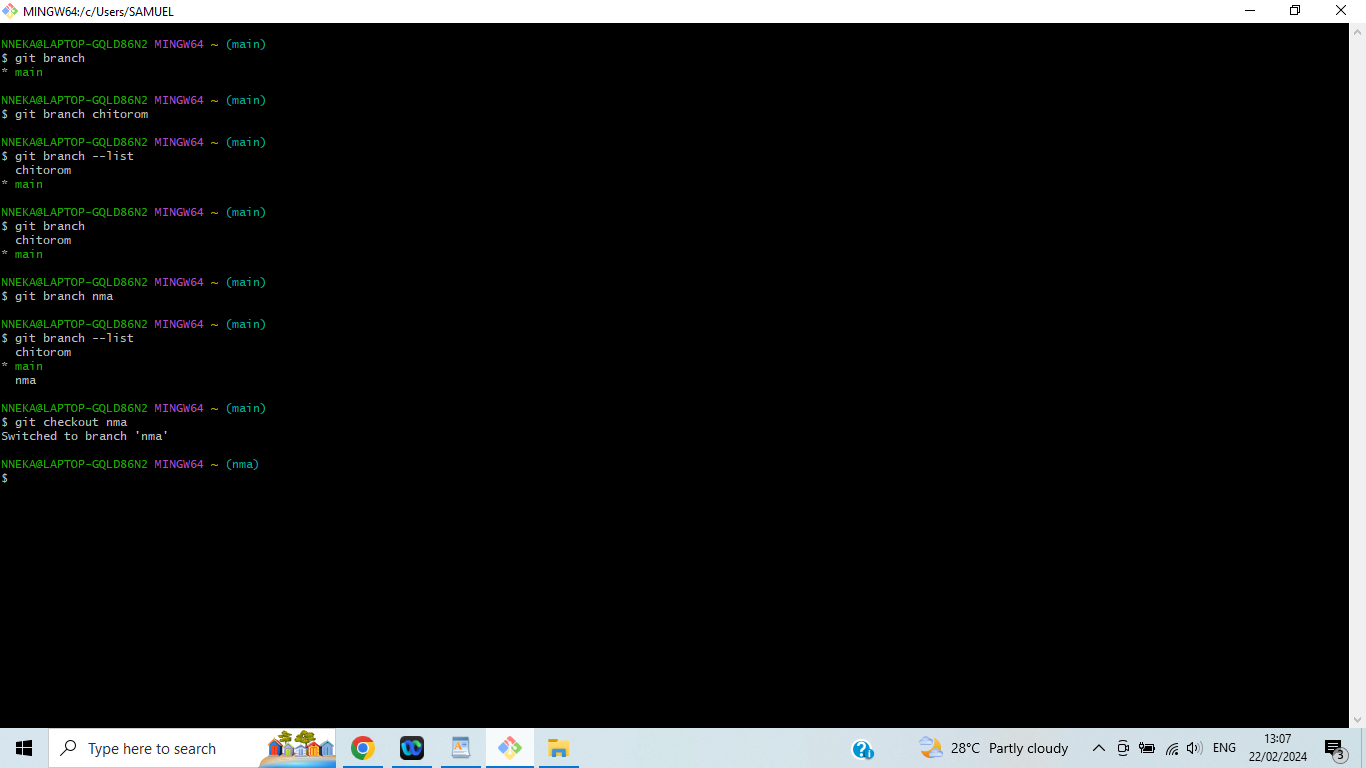 MINGW64:/c/Users/SAMUEL
NNEKA@LAPTOP-GQLD86N2 MINGW64 ~ (main)
$ git branch
* main
NNEKA@LAPTOP-GQLD86N2 MINGW64 ~ (main)
$ git branch chitorom
NNEKA@LAPTOP-GQLD86N2 MINGW64 ~ (main)
$ git branch --list
chitorom
* main
NNEKA@LAPTOP-GQLD86N2 MINGW64 ~ (main)
$ git branch
chitorom
* main
NNEKA@LAPTOP-GQLD86N2 MINGW64 ~ (main)
$ git branch nma
NNEKA@LAPTOP-GQLD86N2 MINGW64 ~ (main)
$ git branch --list
chitorom
* main
nma
NNEKA@LAPTOP-GQLD86N2 MINGW64 ~ (main)
$ git checkout nma
Switched to branch 'nma'
NNEKA@LAPTOP-GQLD86N2 MINGW64 ~ (nma)
$
Type here to search
28°C Partly cloudy
ENG
13:07
22/02/2024
3